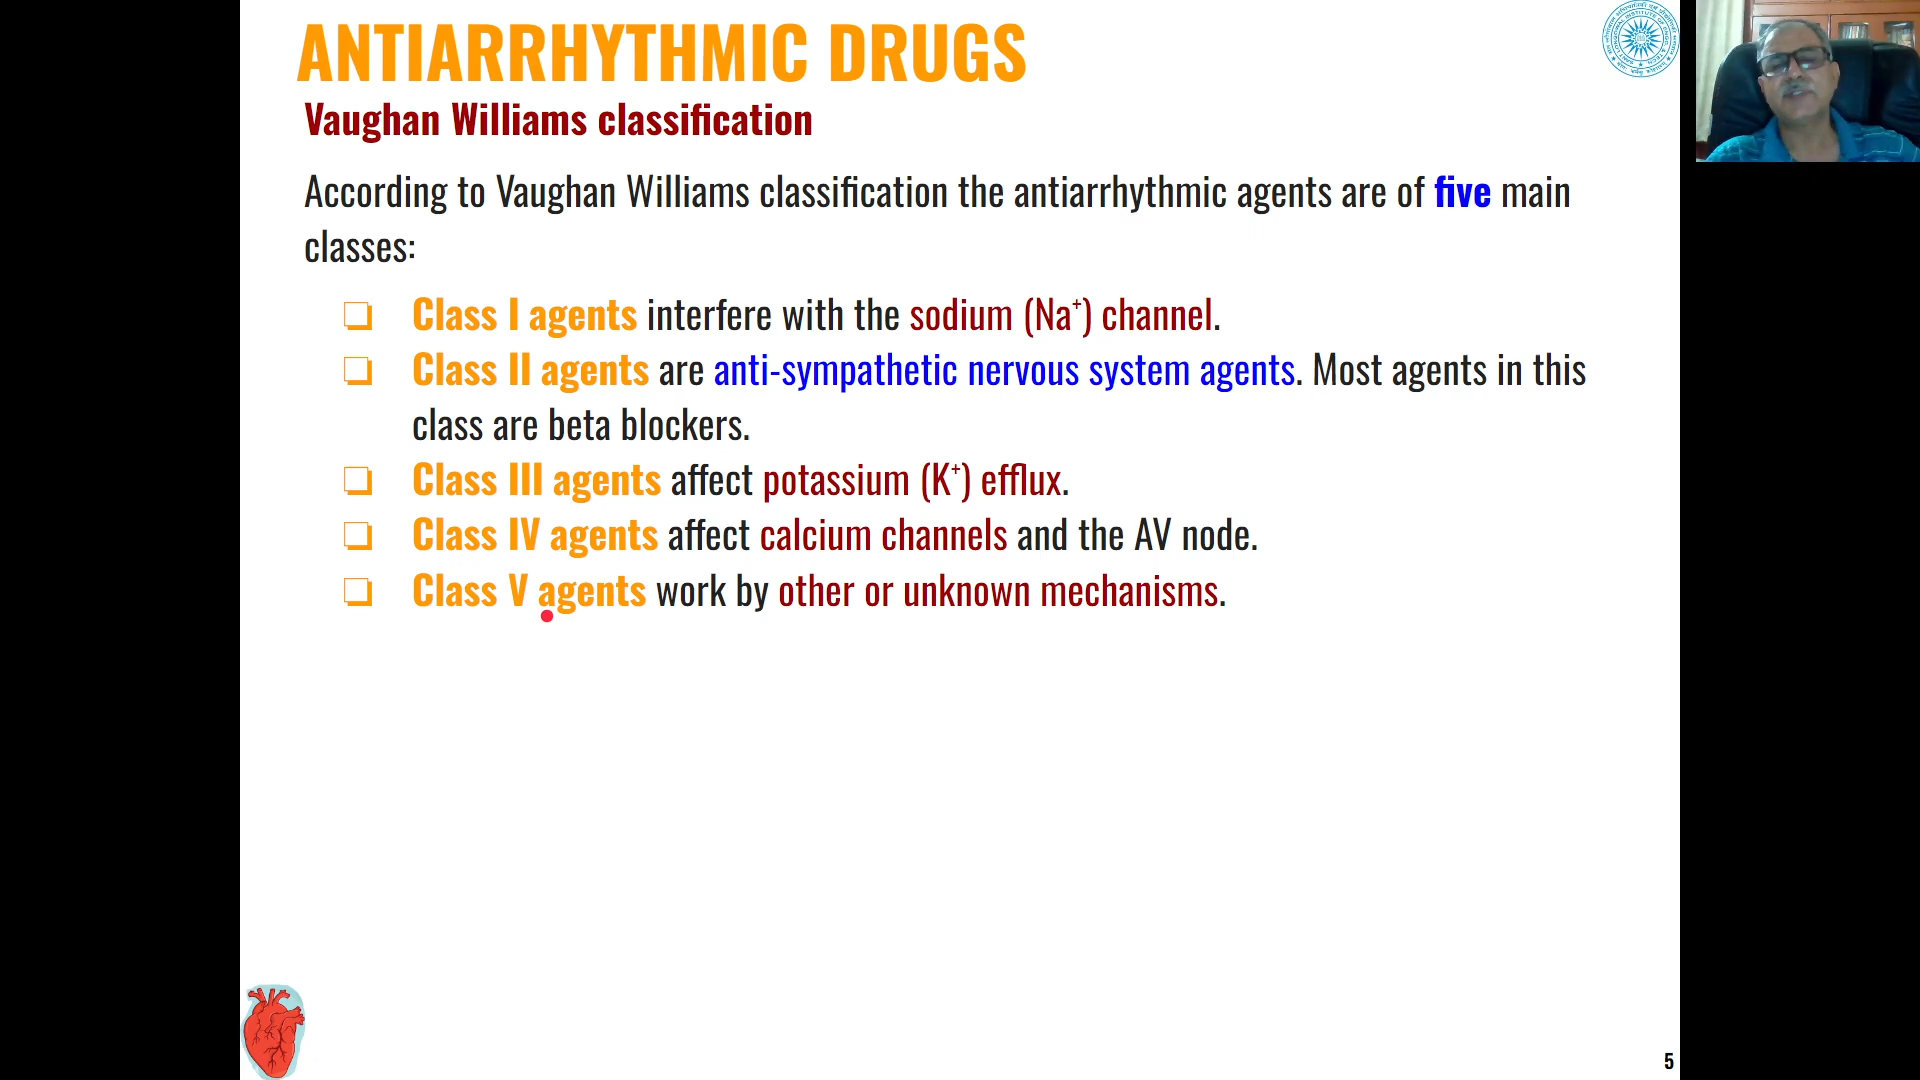 ANTIARRHYTHMIC DRUGS
Vaughan Williams classification
According to Vaughan Williams classification the antiarrhythmic agents are of five main
classes:
❏ Class I agents interfere with the sodium (Na⁺) channel.
❏ Class II agents are anti-sympathetic nervous system agents. Most agents in this
class are beta blockers.
❏ Class III agents affect potassium (K⁺) efflux.
❏ Class IV agents affect calcium channels and the AV node.
❏ Class V agents work by other or unknown mechanisms.
5